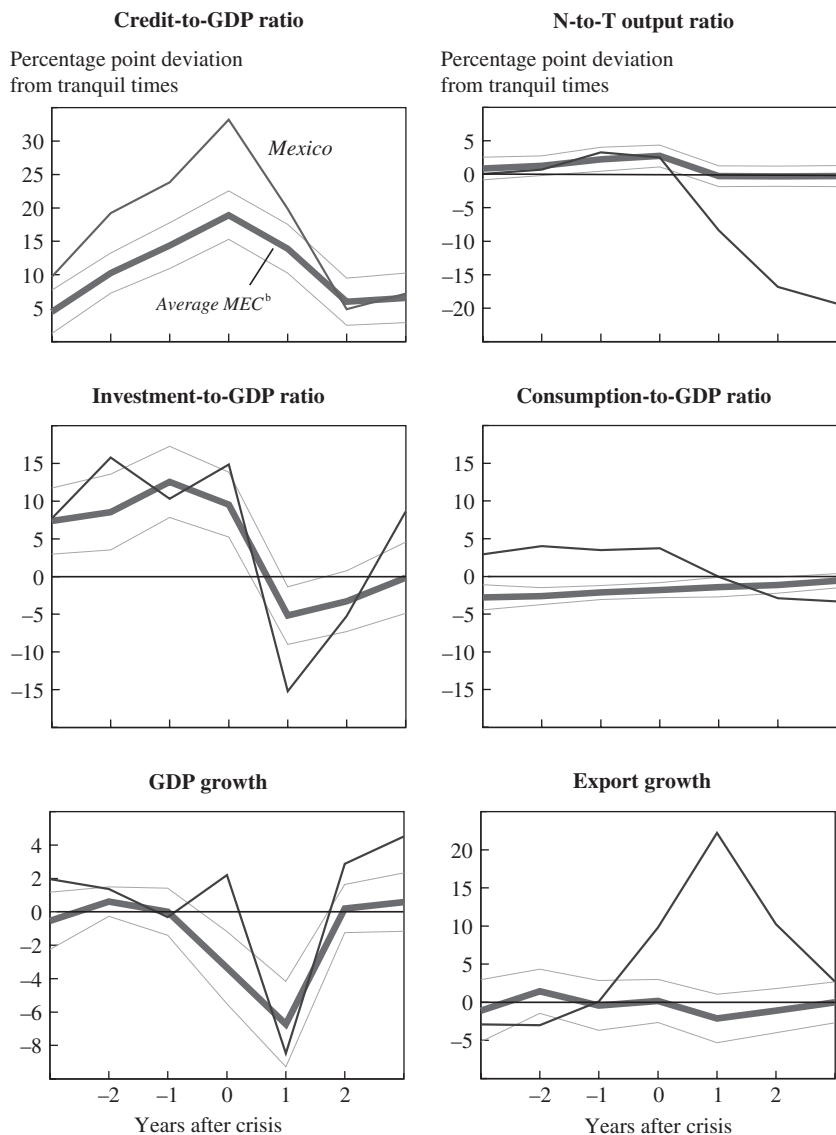 Credit-to-GDP ratio
Percentage point deviation
from tranquil times
30
25
20
15
10
5
Mexico
Average MECᵇ
N-to-T output ratio
Percentage point deviation
from tranquil times
5
0
–5
–10
–15
–20
Investment-to-GDP ratio
15
10
5
0
–5
–10
–15
Consumption-to-GDP ratio
15
10
5
0
–5
–10
–15
GDP growth
4
2
0
–2
–4
–6
–8
–2 –1 0 1 2
Years after crisis
Export growth
20
15
10
5
0
–5
–2 –1 0 1 2
Years after crisis